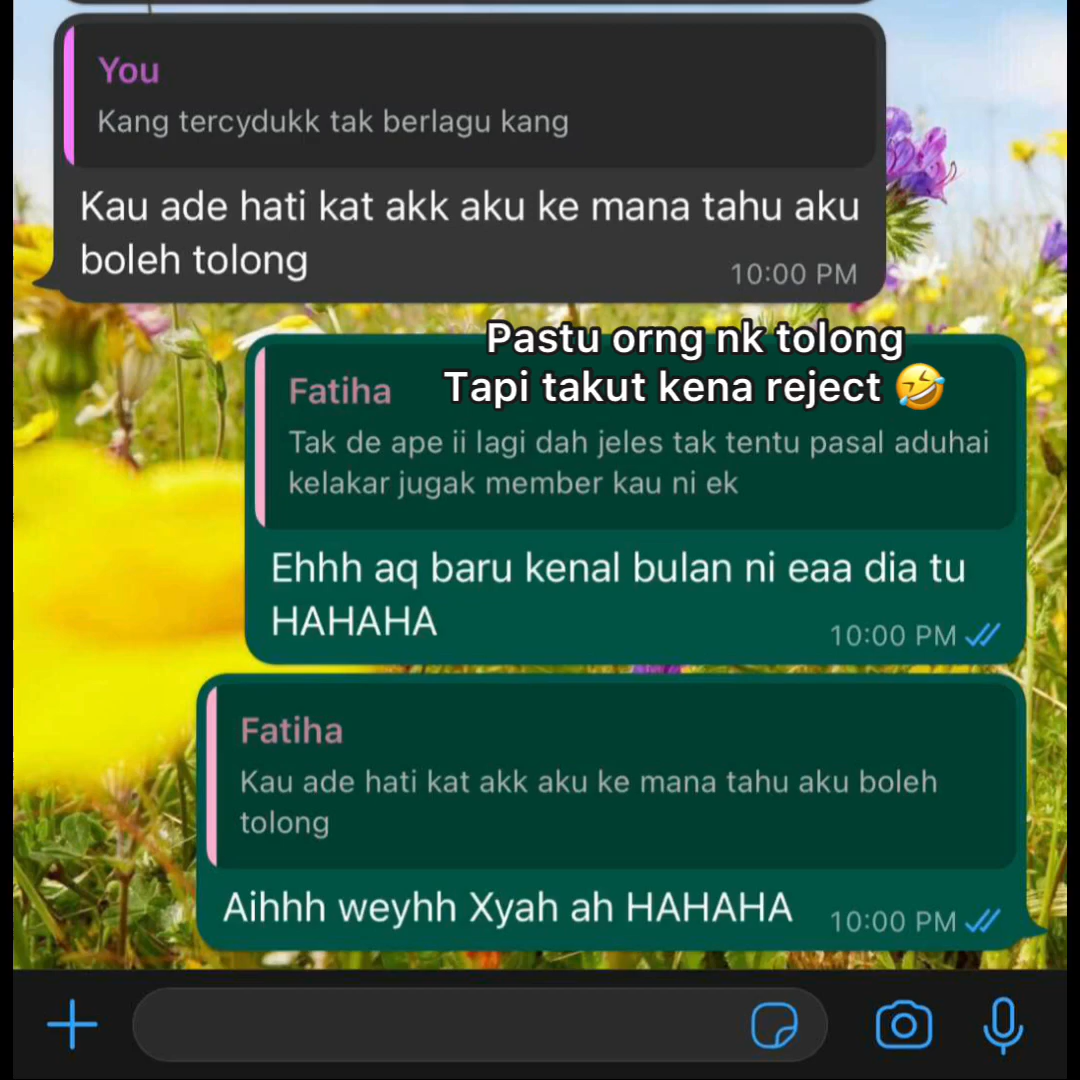 You
Kang tercydukk tak berlagu kang
Kau ade hati kat akk aku ke mana tahu aku
boleh tolong
10:00 PM
Pastu orng nk tolong
Tapi takut kena reject 🤣
Fatiha
Tak de ape ii lagi dah jeles tak tentu pasal aduhai
kelakar jugak member kau ni ek
Ehhh aq baru kenal bulan ni eaa dia tu
HAHAHA
10:00 PM
Fatiha
Kau ade hati kat akk aku ke mana tahu aku boleh
tolong
Aihhh weyhh Xyah ah HAHAHA
10:00 PM